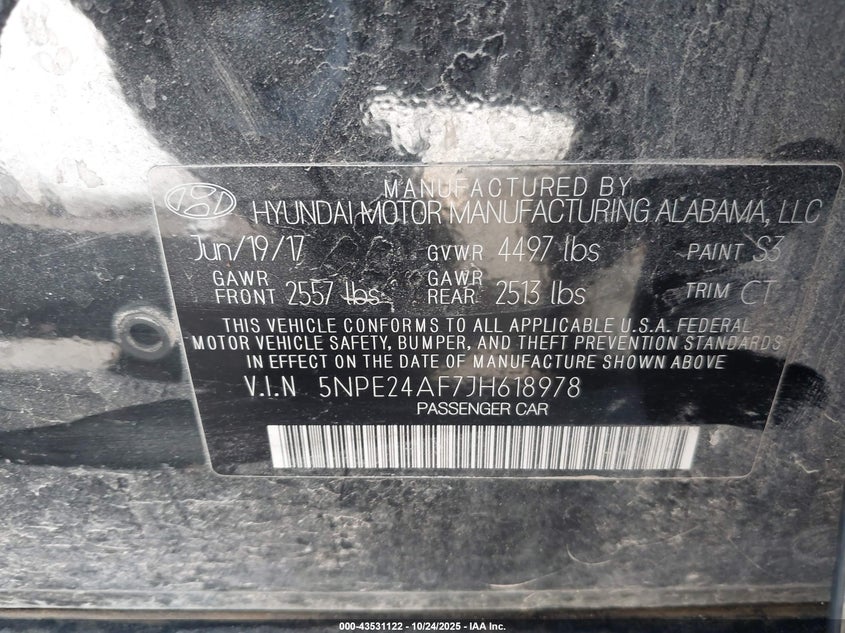 MANUFACTURED BY
HYUNDAI MOTOR MANUFACTURING ALABAMA, LLC
Jun/19/17 GVWR 4497 lbs PAINT S3
GAWR FRONT 2557 lbs GAWR REAR 2513 lbs TRIM CT
THIS VEHICLE CONFORMS TO ALL APPLICABLE U.S.A. FEDERAL
MOTOR VEHICLE SAFETY, BUMPER, AND THEFT PREVENTION STANDARDS
IN EFFECT ON THE DATE OF MANUFACTURE SHOWN ABOVE
V.I.N 5NPE24AF7JH618978
PASSENGER CAR
000-43531122 - 10/24/2025 - IAA Inc.